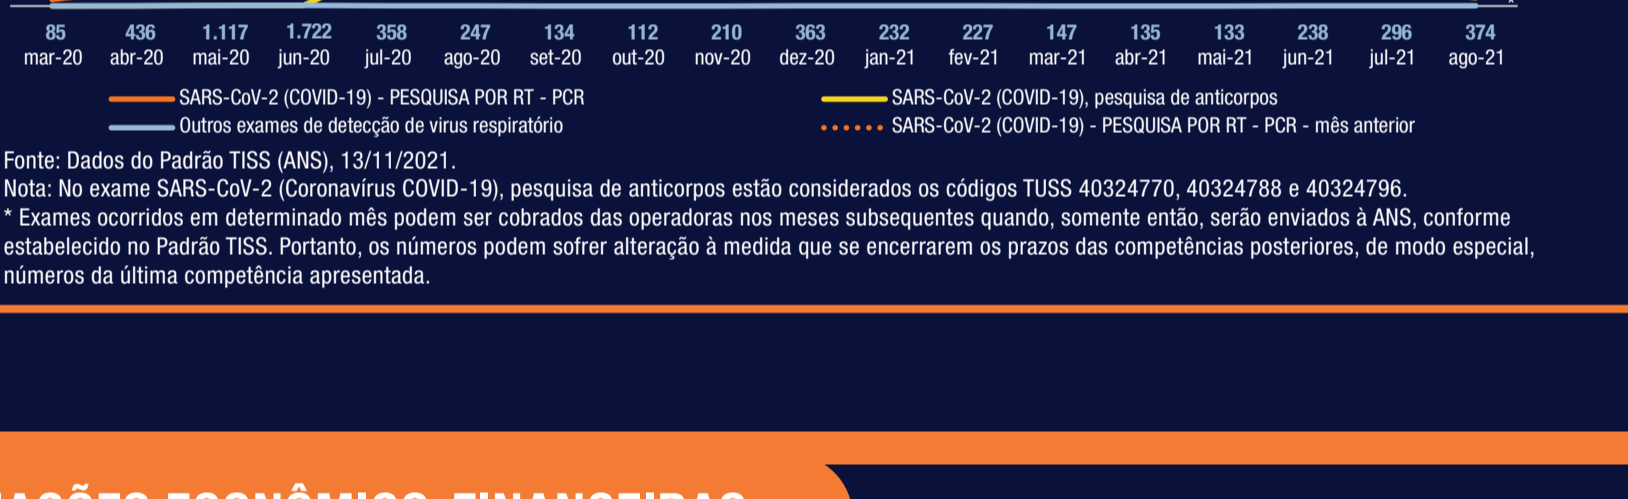 *
85 436 1.117 1.722 358 247 134 112 210 363 232 227 147 135 133 238 296 374
mar-20 abr-20 mai-20 jun-20 jul-20 ago-20 set-20 out-20 nov-20 dez-20 jan-21 fev-21 mar-21 abr-21 mai-21 jun-21 jul-21 ago-21
SARS-CoV-2 (COVID-19) - PESQUISA POR RT - PCR SARS-CoV-2 (COVID-19), pesquisa de anticorpos
Outros exames de detecção de virus respiratório SARS-CoV-2 (COVID-19) - PESQUISA POR RT - PCR - mês anterior
Fonte: Dados do Padrão TISS (ANS), 13/11/2021.
Nota: No exame SARS-CoV-2 (Coronavírus COVID-19), pesquisa de anticorpos estão considerados os códigos TUSS 40324770, 40324788 e 40324796.
* Exames ocorridos em determinado mês podem ser cobrados das operadoras nos meses subsequentes quando, somente então, serão enviados à ANS, conforme
estabelecido no Padrão TISS. Portanto, os números podem sofrer alteração à medida que se encerrarem os prazos das competências posteriores, de modo especial,
números da última competência apresentada.